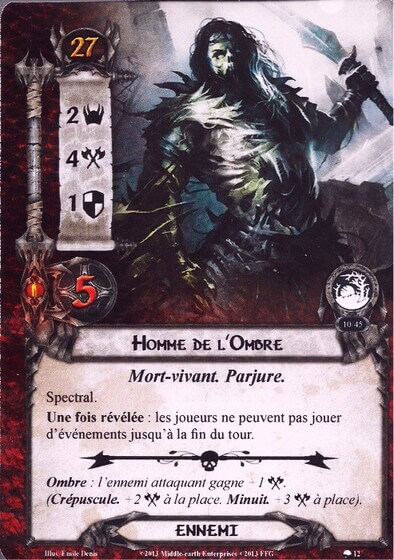 27
2
4
1
5
10/45
HOMME DE L'OMBRE
Mort-vivant. Parjure.
Spectral.
Une fois révélée : les joueurs ne peuvent pas jouer
d'événements jusqu'à la fin du tour.
Ombre : l'ennemi attaquant gagne +1 .
(Crépuscule. +2 à la place. Minuit. +3 à place).
ENNEMI
Illus. Emile Denis ©2013 Middle-earth Enterprises ©2013 FFG 12